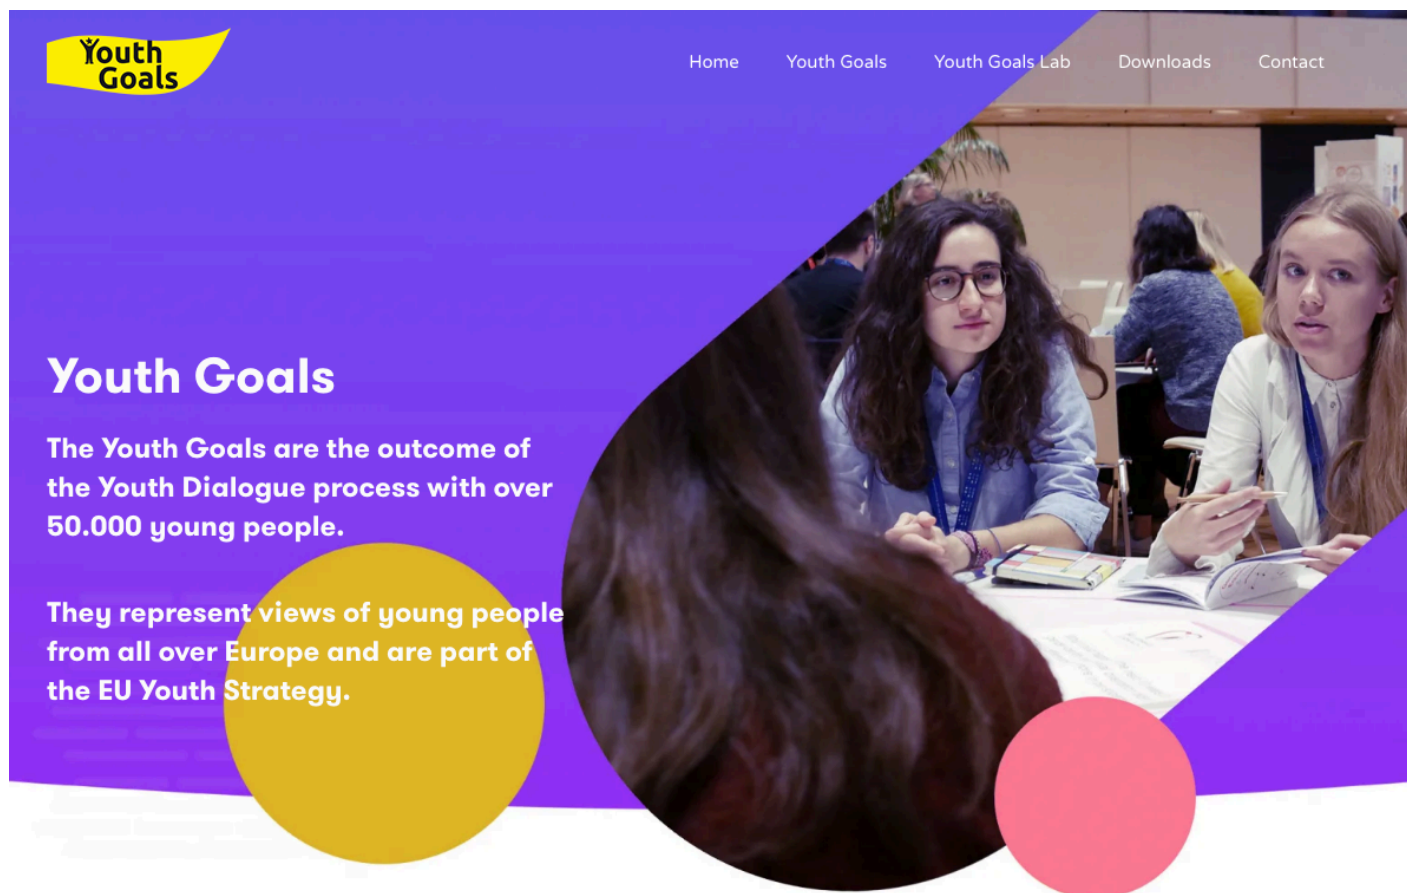 Youth
Goals
Home
Youth Goals
Youth Goals Lab
Downloads
Contact
Youth Goals
The Youth Goals are the outcome of
the Youth Dialogue process with over
50.000 young people.
They represent views of young people
from all over Europe and are part of
the EU Youth Strategy.